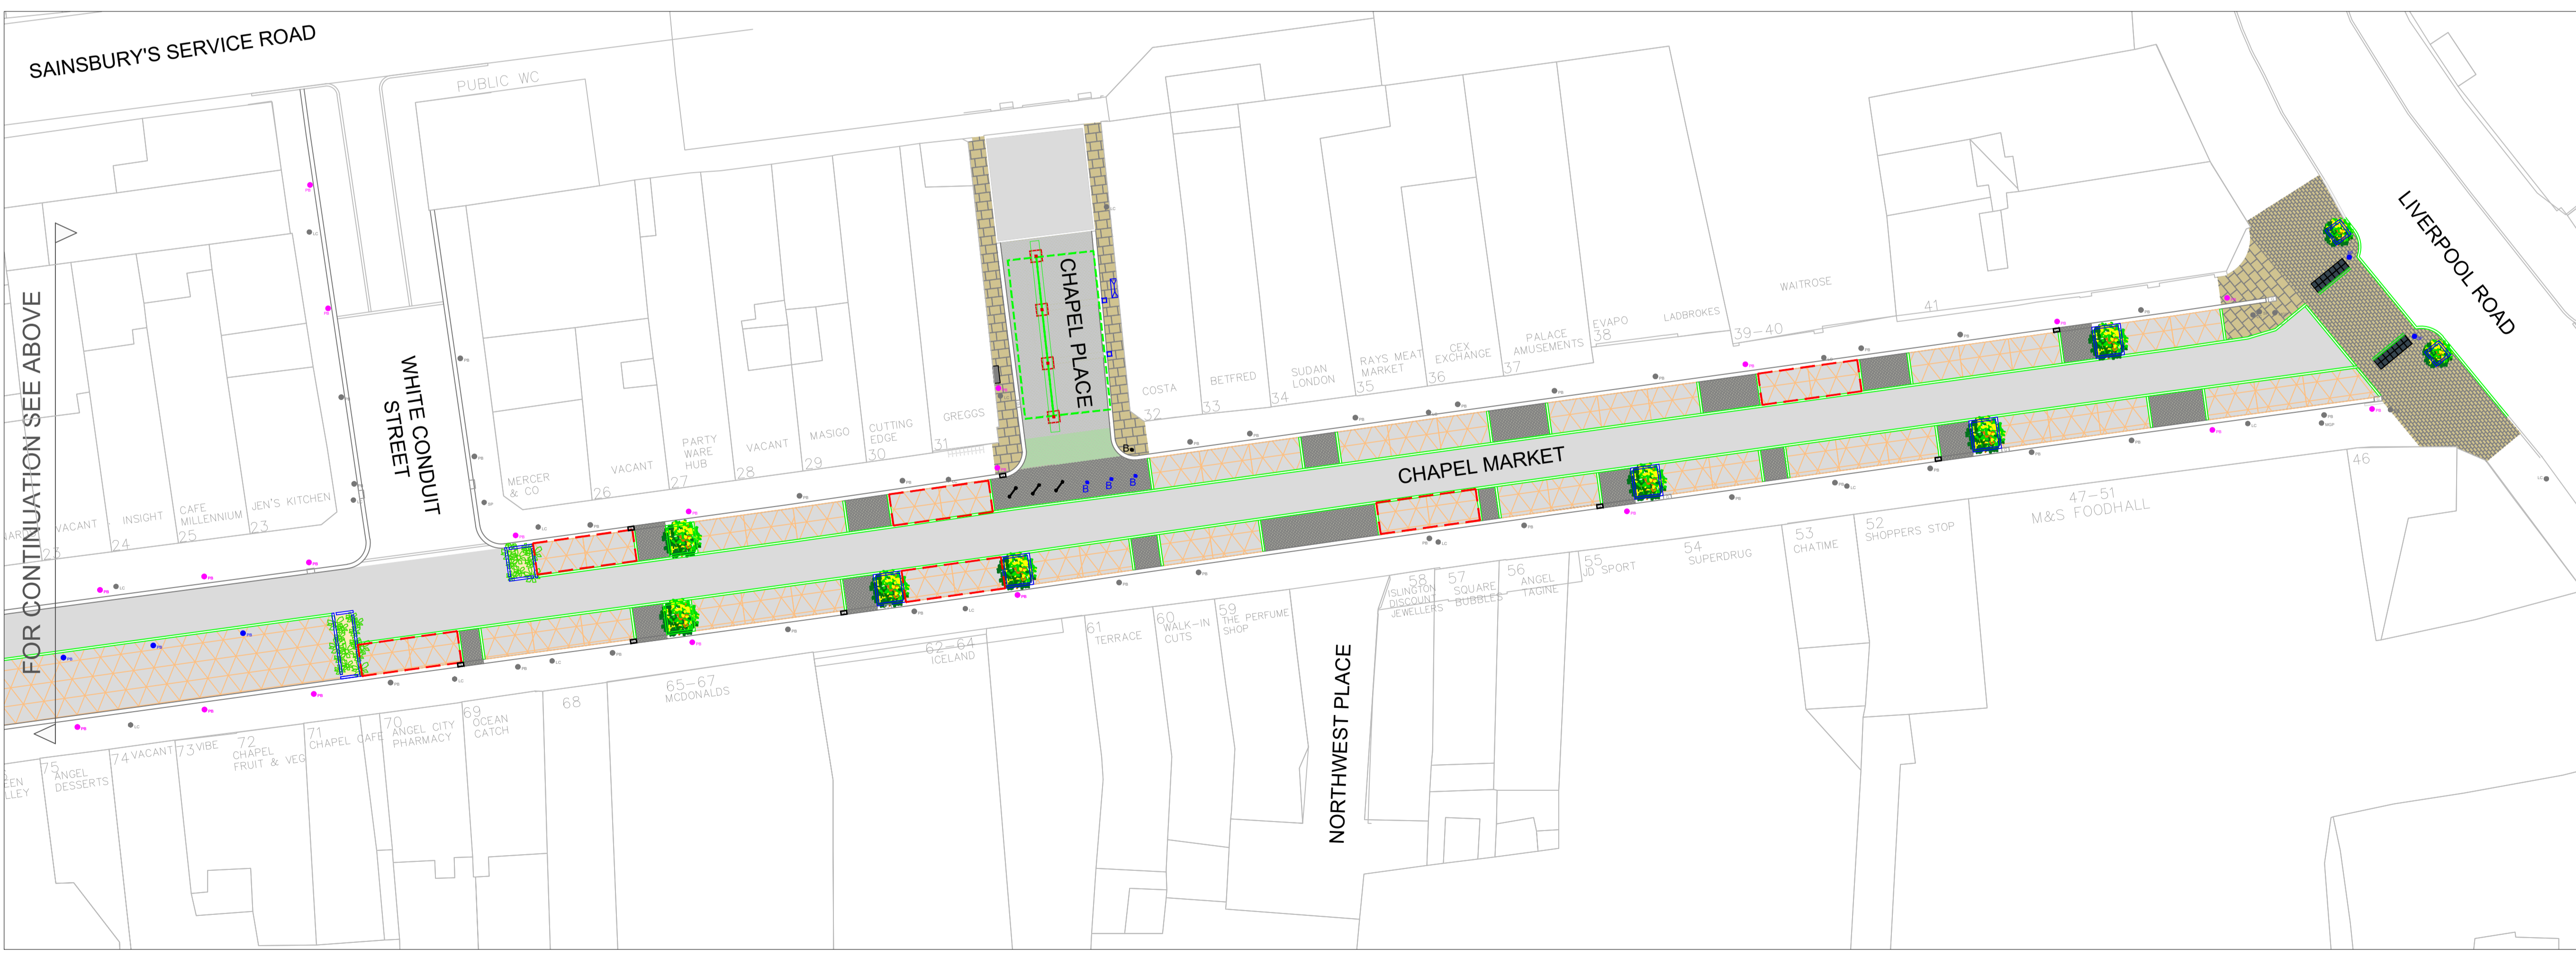 SAINSBURY'S SERVICE ROAD
PUBLIC WC
FOR CONTINUATION SEE ABOVE
WHITE CONDUIT
STREET
CHAPEL PLACE
CHAPEL MARKET
LIVERPOOL ROAD
NORTHWEST PLACE
VACANT
23
INSIGHT
24
CAFE
MILLENNIUM
25
JEN'S KITCHEN
23
MERCER
& CO
VACANT
26
PARTY
WARE
HUB
27
VACANT
28
MASIGO
29
CUTTING
EDGE
30
GREGGS
31
COSTA
32
BETFRED
33
SUDAN
LONDON
34
RAYS MEAT
MARKET
35
CEX
EXCHANGE
36
PALACE
AMUSEMENTS
37
EVAPO
38
LADBROKES
39-40
WAITROSE
41
B
B
B
B
46
47-51
M&S FOODHALL
52
SHOPPERS STOP
53
CHATIME
54
SUPERDRUG
55
JD SPORT
56
ANGEL
TAGINE
57
SQUARE
BUBBLES
58
ISLINGTON
DISCOUNT
JEWELLERS
59
THE PERFUME
SHOP
60
WALK-IN
CUTS
61
TERRACE
62-64
ICELAND
65-67
MCDONALDS
68
69
OCEAN
CATCH
70
ANGEL CITY
PHARMACY
71
CHAPEL CAFE
72
CHAPEL
FRUIT & VEG
73 VIBE
74 VACANT
75
ANGEL
DESSERTS
EEN
LLEY